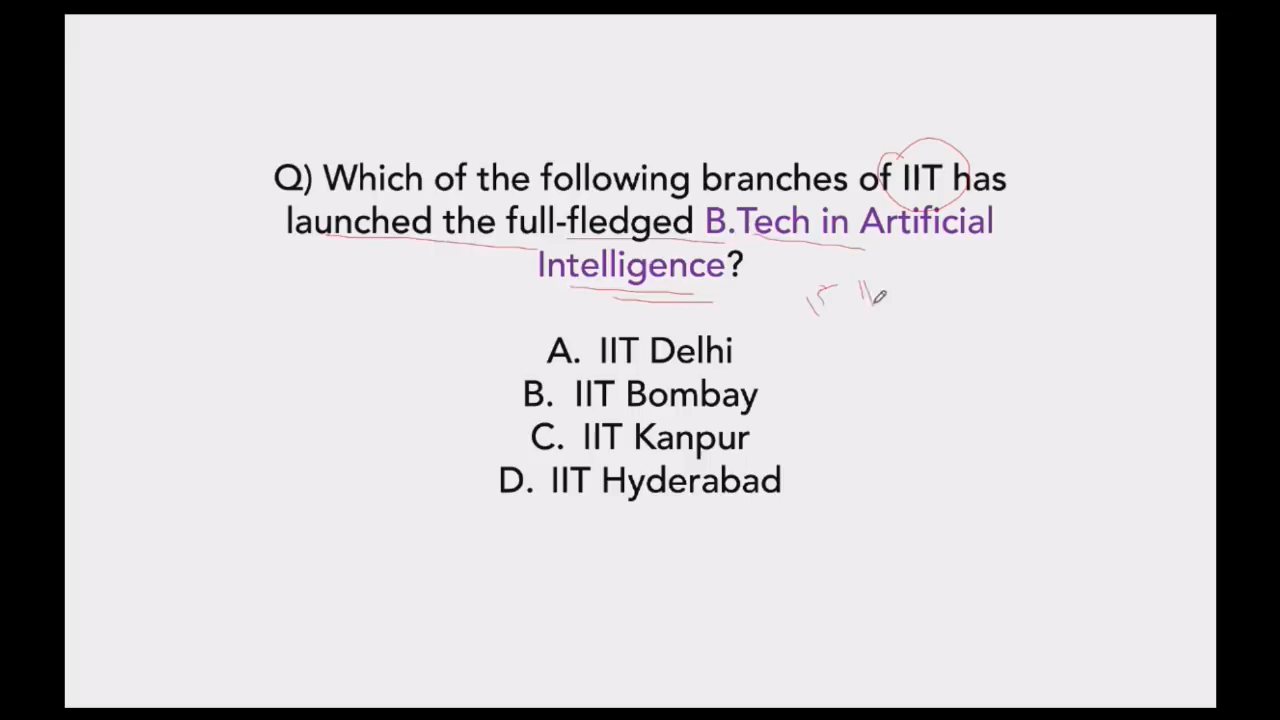 Q) Which of the following branches of IIT has
launched the full-fledged B.Tech in Artificial
Intelligence?
A. IIT Delhi
B. IIT Bombay
C. IIT Kanpur
D. IIT Hyderabad